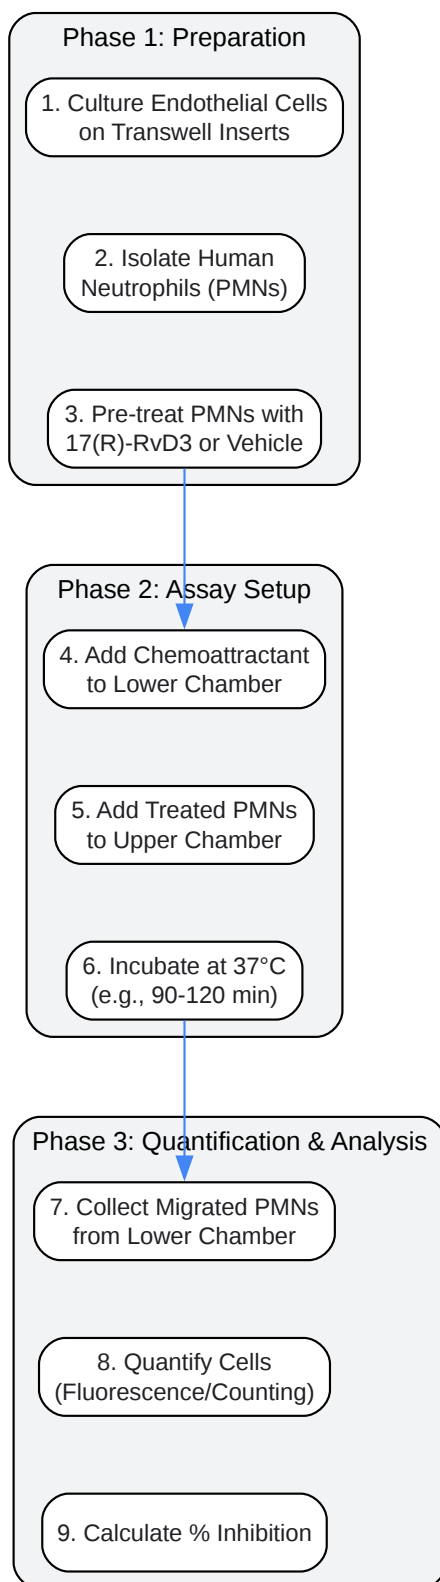 Phase 1: Preparation
1. Culture Endothelial Cells
on Transwell Inserts
2. Isolate Human
Neutrophils (PMNs)
3. Pre-treat PMNs with
17(R)-RvD3 or Vehicle
Phase 2: Assay Setup
4. Add Chemoattractant
to Lower Chamber
5. Add Treated PMNs
to Upper Chamber
6. Incubate at 37°C
(e.g., 90-120 min)
Phase 3: Quantification & Analysis
7. Collect Migrated PMNs
from Lower Chamber
8. Quantify Cells
(Fluorescence/Counting)
9. Calculate % Inhibition